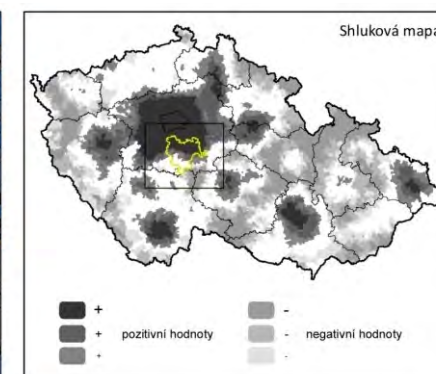 Shluková mapa
+ -
+ pozitivní hodnoty - negativní hodnoty
+ -